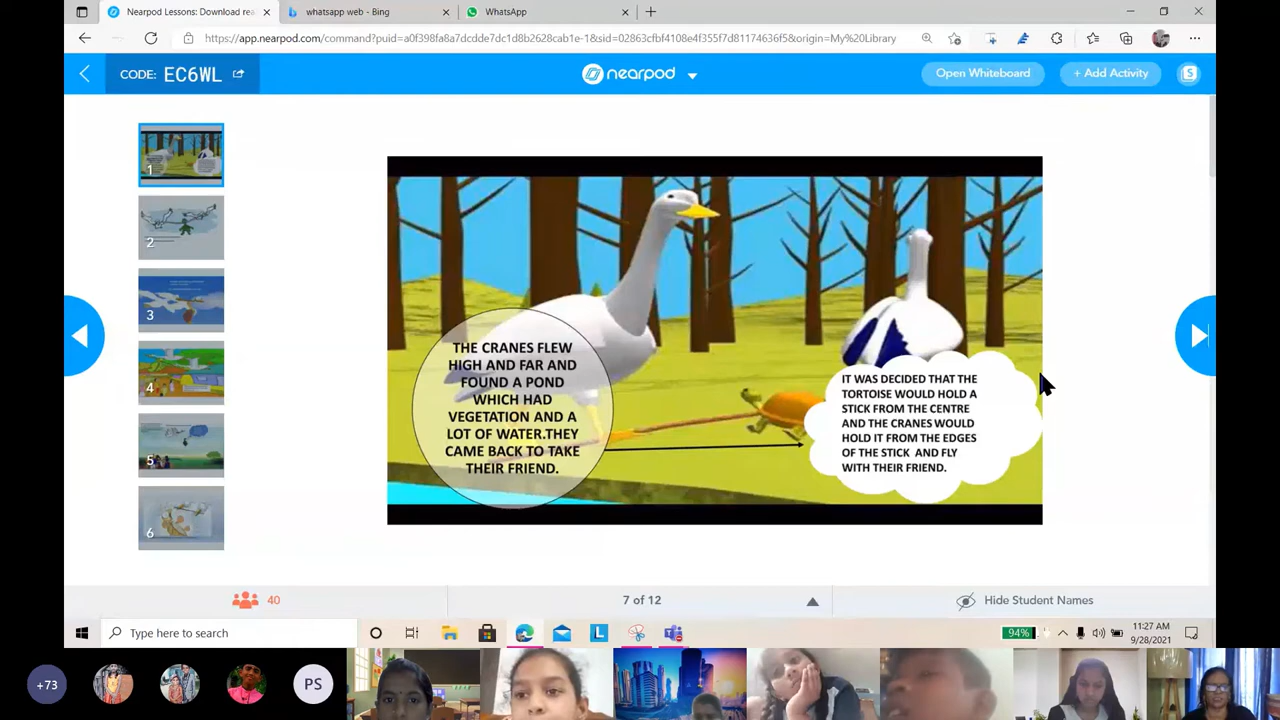 Nearpod Lessons: Download rea
whatsapp web - Bing
WhatsApp
https://app.nearpod.com/command?puid=a0f398fa8a7dcdde7dc1d8b2628cab1e-1&sid=02863cfbf4108e4f355f7d81174636f5&origin=My%20Library
CODE: EC6WL
nearpod
Open Whiteboard
+ Add Activity
S
1
2
3
4
5
6
THE CRANES FLEW
HIGH AND FAR AND
FOUND A POND
WHICH HAD
VEGETATION AND A
LOT OF WATER.THEY
CAME BACK TO TAKE
THEIR FRIEND.
IT WAS DECIDED THAT THE
TORTOISE WOULD HOLD A
STICK FROM THE CENTRE
AND THE CRANES WOULD
HOLD IT FROM THE EDGES
OF THE STICK AND FLY
WITH THEIR FRIEND.
40
7 of 12
Hide Student Names
Type here to search
L
94%
11:27 AM
9/28/2021
+73
PS